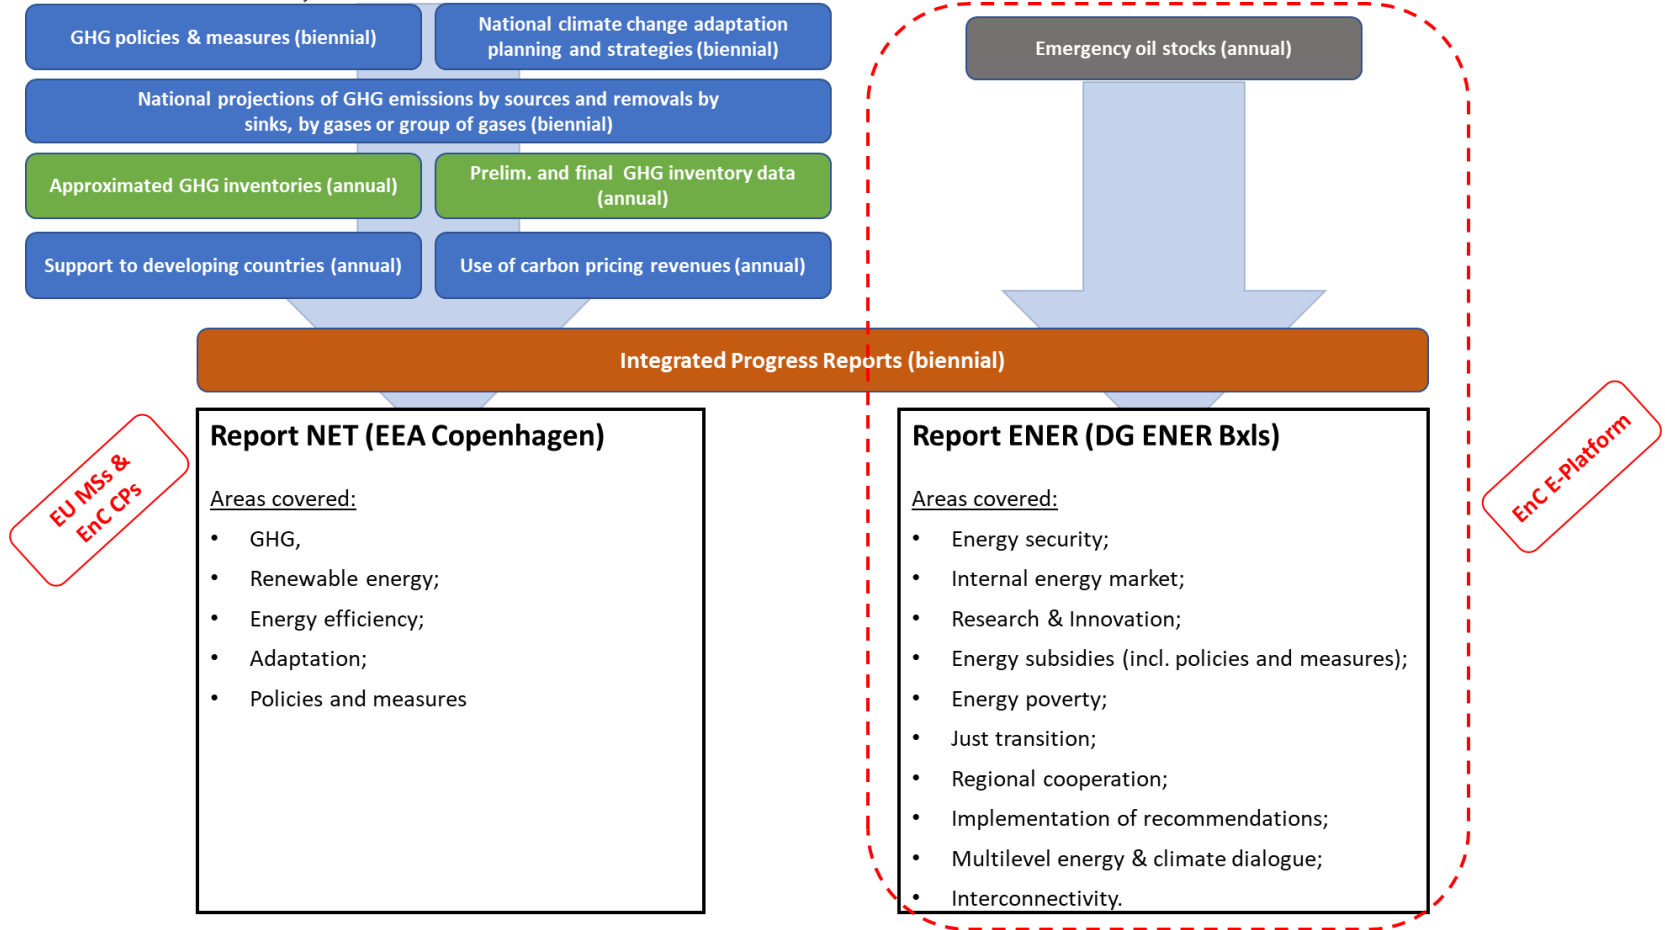 GHG policies & measures (biennial)
National climate change adaptation
planning and strategies (biennial)
Emergency oil stocks (annual)
National projections of GHG emissions by sources and removals by
sinks, by gases or group of gases (biennial)
Approximated GHG inventories (annual)
Prelim. and final GHG inventory data
(annual)
Support to developing countries (annual)
Use of carbon pricing revenues (annual)
Integrated Progress Reports (biennial)
EU MSs &
EnC CPs
Report NET (EEA Copenhagen)
Areas covered:
• GHG,
• Renewable energy;
• Energy efficiency;
• Adaptation;
• Policies and measures
Report ENER (DG ENER Bxls)
Areas covered:
• Energy security;
• Internal energy market;
• Research & Innovation;
• Energy subsidies (incl. policies and measures);
• Energy poverty;
• Just transition;
• Regional cooperation;
• Implementation of recommendations;
• Multilevel energy & climate dialogue;
• Interconnectivity.
EnC E-Platform